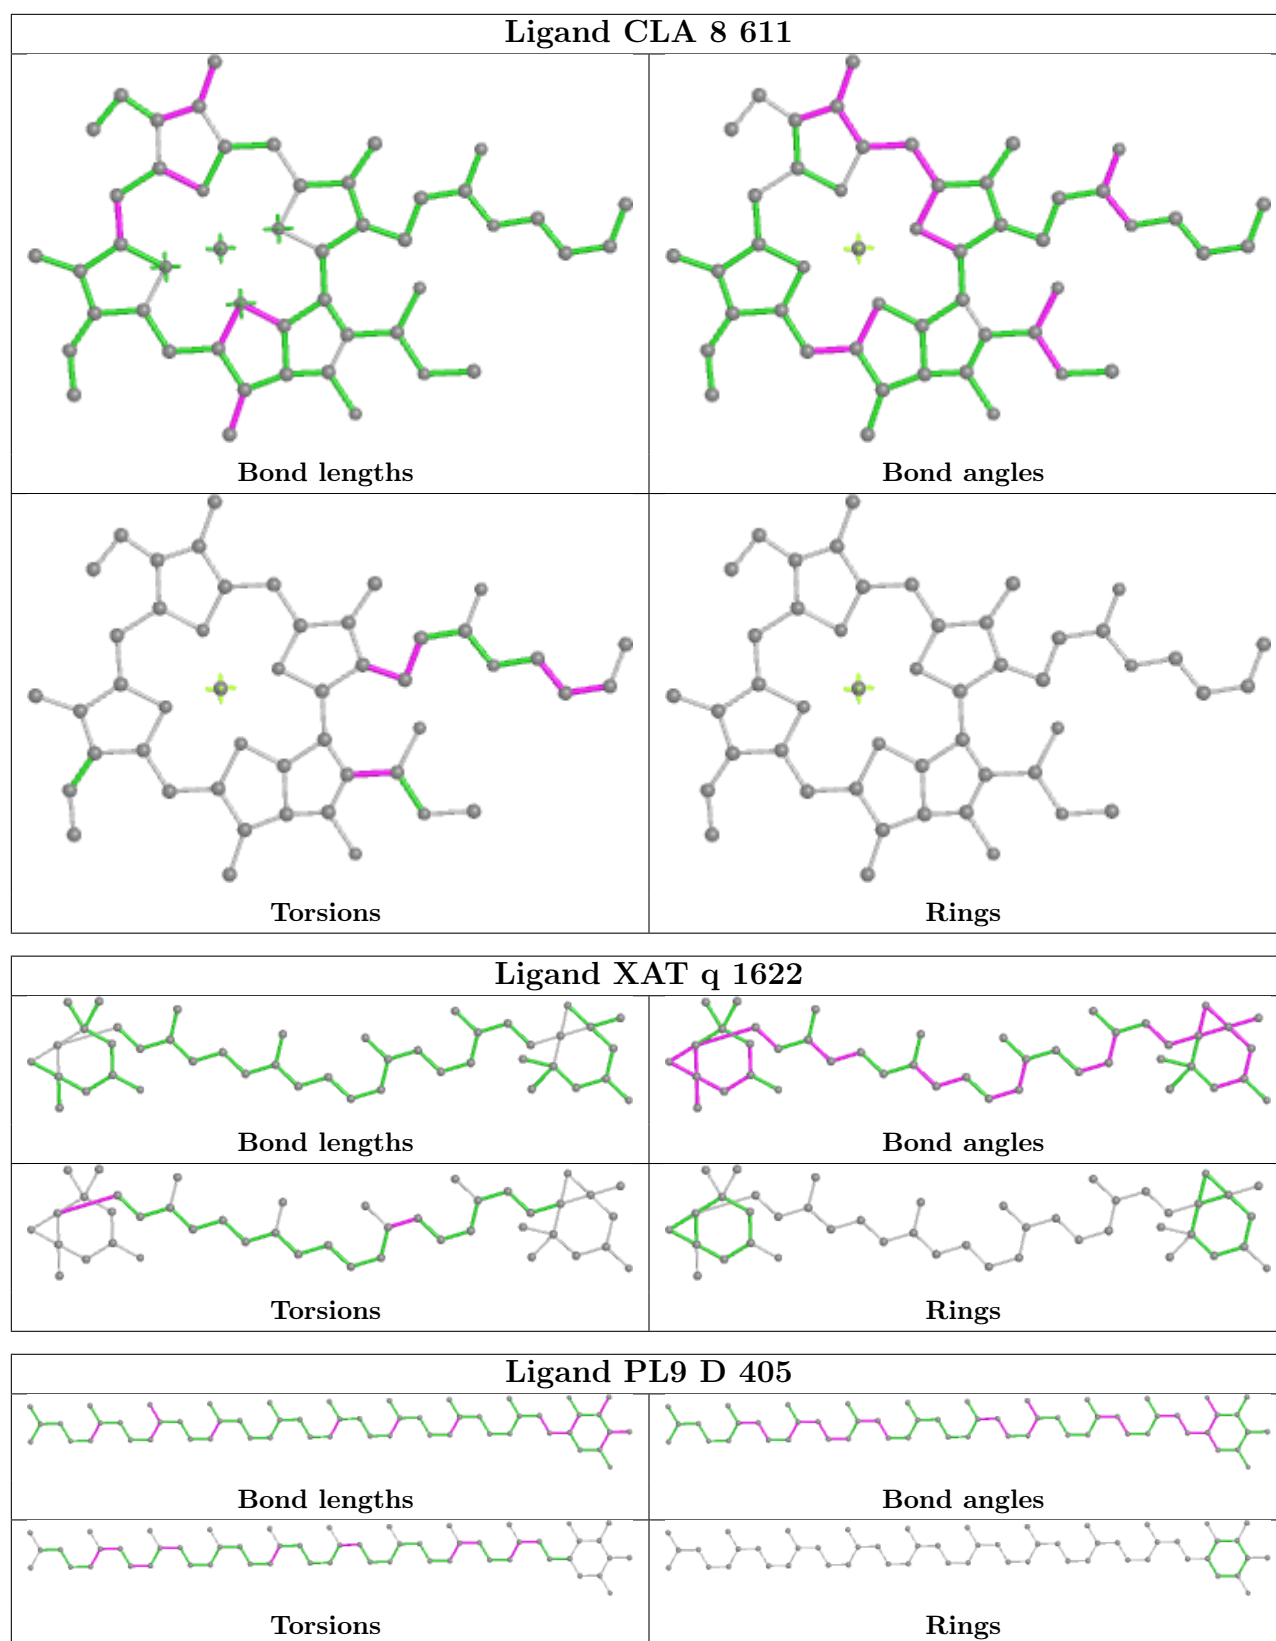 Ligand CLA 8 611
Bond lengths
Bond angles
Torsions
Rings
Ligand XAT q 1622
Bond lengths
Bond angles
Torsions
Rings
Ligand PL9 D 405
Bond lengths
Bond angles
Torsions
Rings